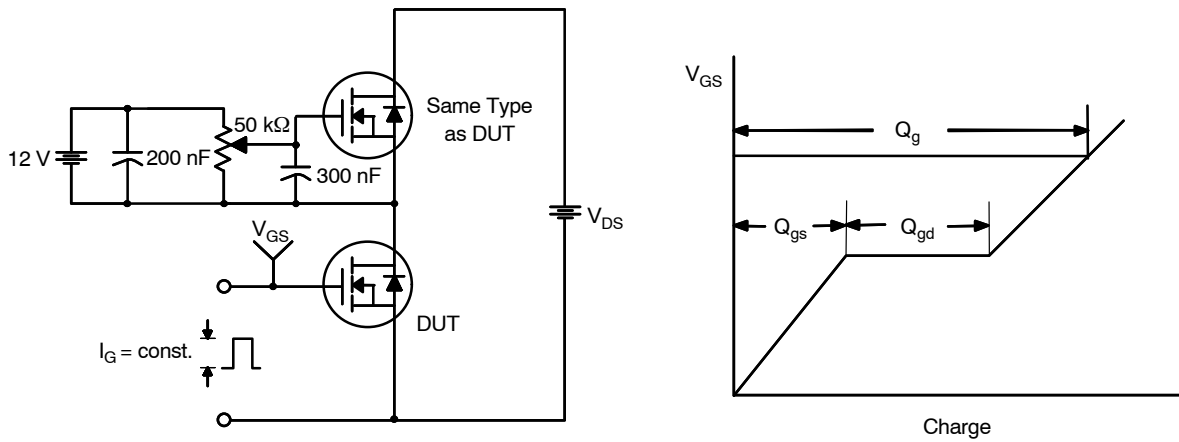 12 V
200 nF
50 kΩ
300 nF
Same Type
as DUT
V_DS
V_GS
DUT
I_G = const.
V_GS
Q_g
Q_gs
Q_gd
Charge